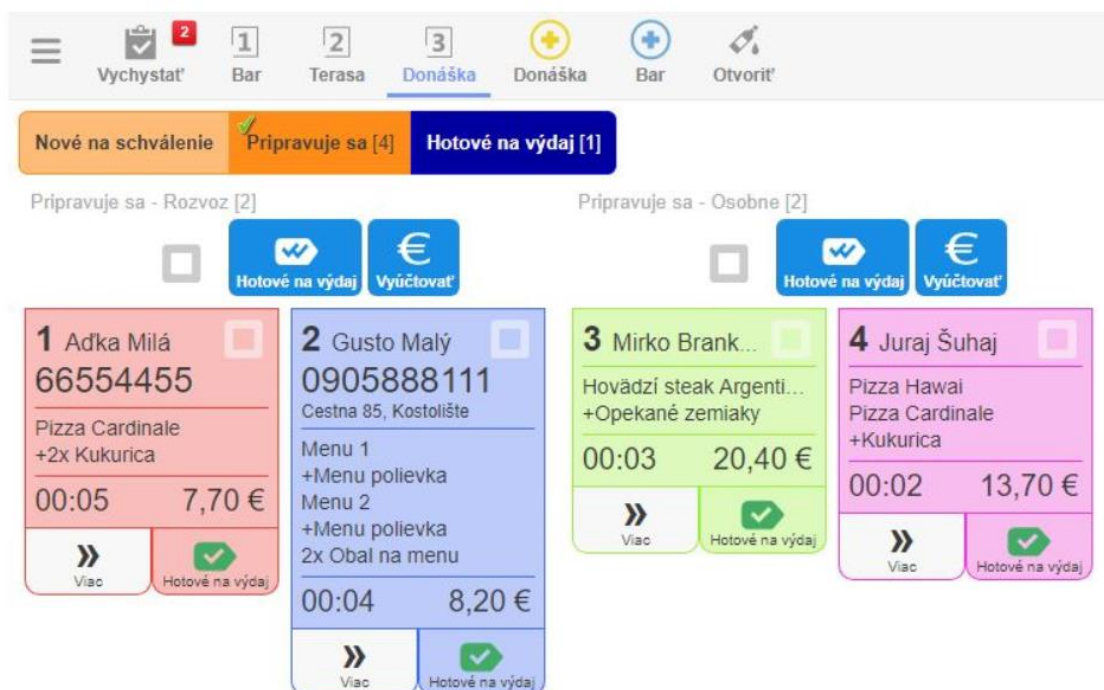 2
Vychystať
1
Bar
2
Terasa
3
Donáška
Donáška
Bar
Otvoriť
Nové na schválenie
Pripravuje sa [4]
Hotové na výdaj [1]
Pripravuje sa - Rozvoz [2]
Hotové na výdaj
€
Vyúčtovať
1 Aďka Milá
66554455
Pizza Cardinale
+2x Kukurica
00:05 7,70 €
Viac
Hotové na výdaj
2 Gusto Malý
0905888111
Cestna 85, Kostolište
Menu 1
+Menu polievka
Menu 2
+Menu polievka
2x Obal na menu
00:04 8,20 €
Viac
Hotové na výdaj
Pripravuje sa - Osobne [2]
Hotové na výdaj
€
Vyúčtovať
3 Mirko Brank...
Hovädzí steak Argenti...
+Opekané zemiaky
00:03 20,40 €
Viac
Hotové na výdaj
4 Juraj Šuhaj
Pizza Hawai
Pizza Cardinale
+Kukurica
00:02 13,70 €
Viac
Hotové na výdaj